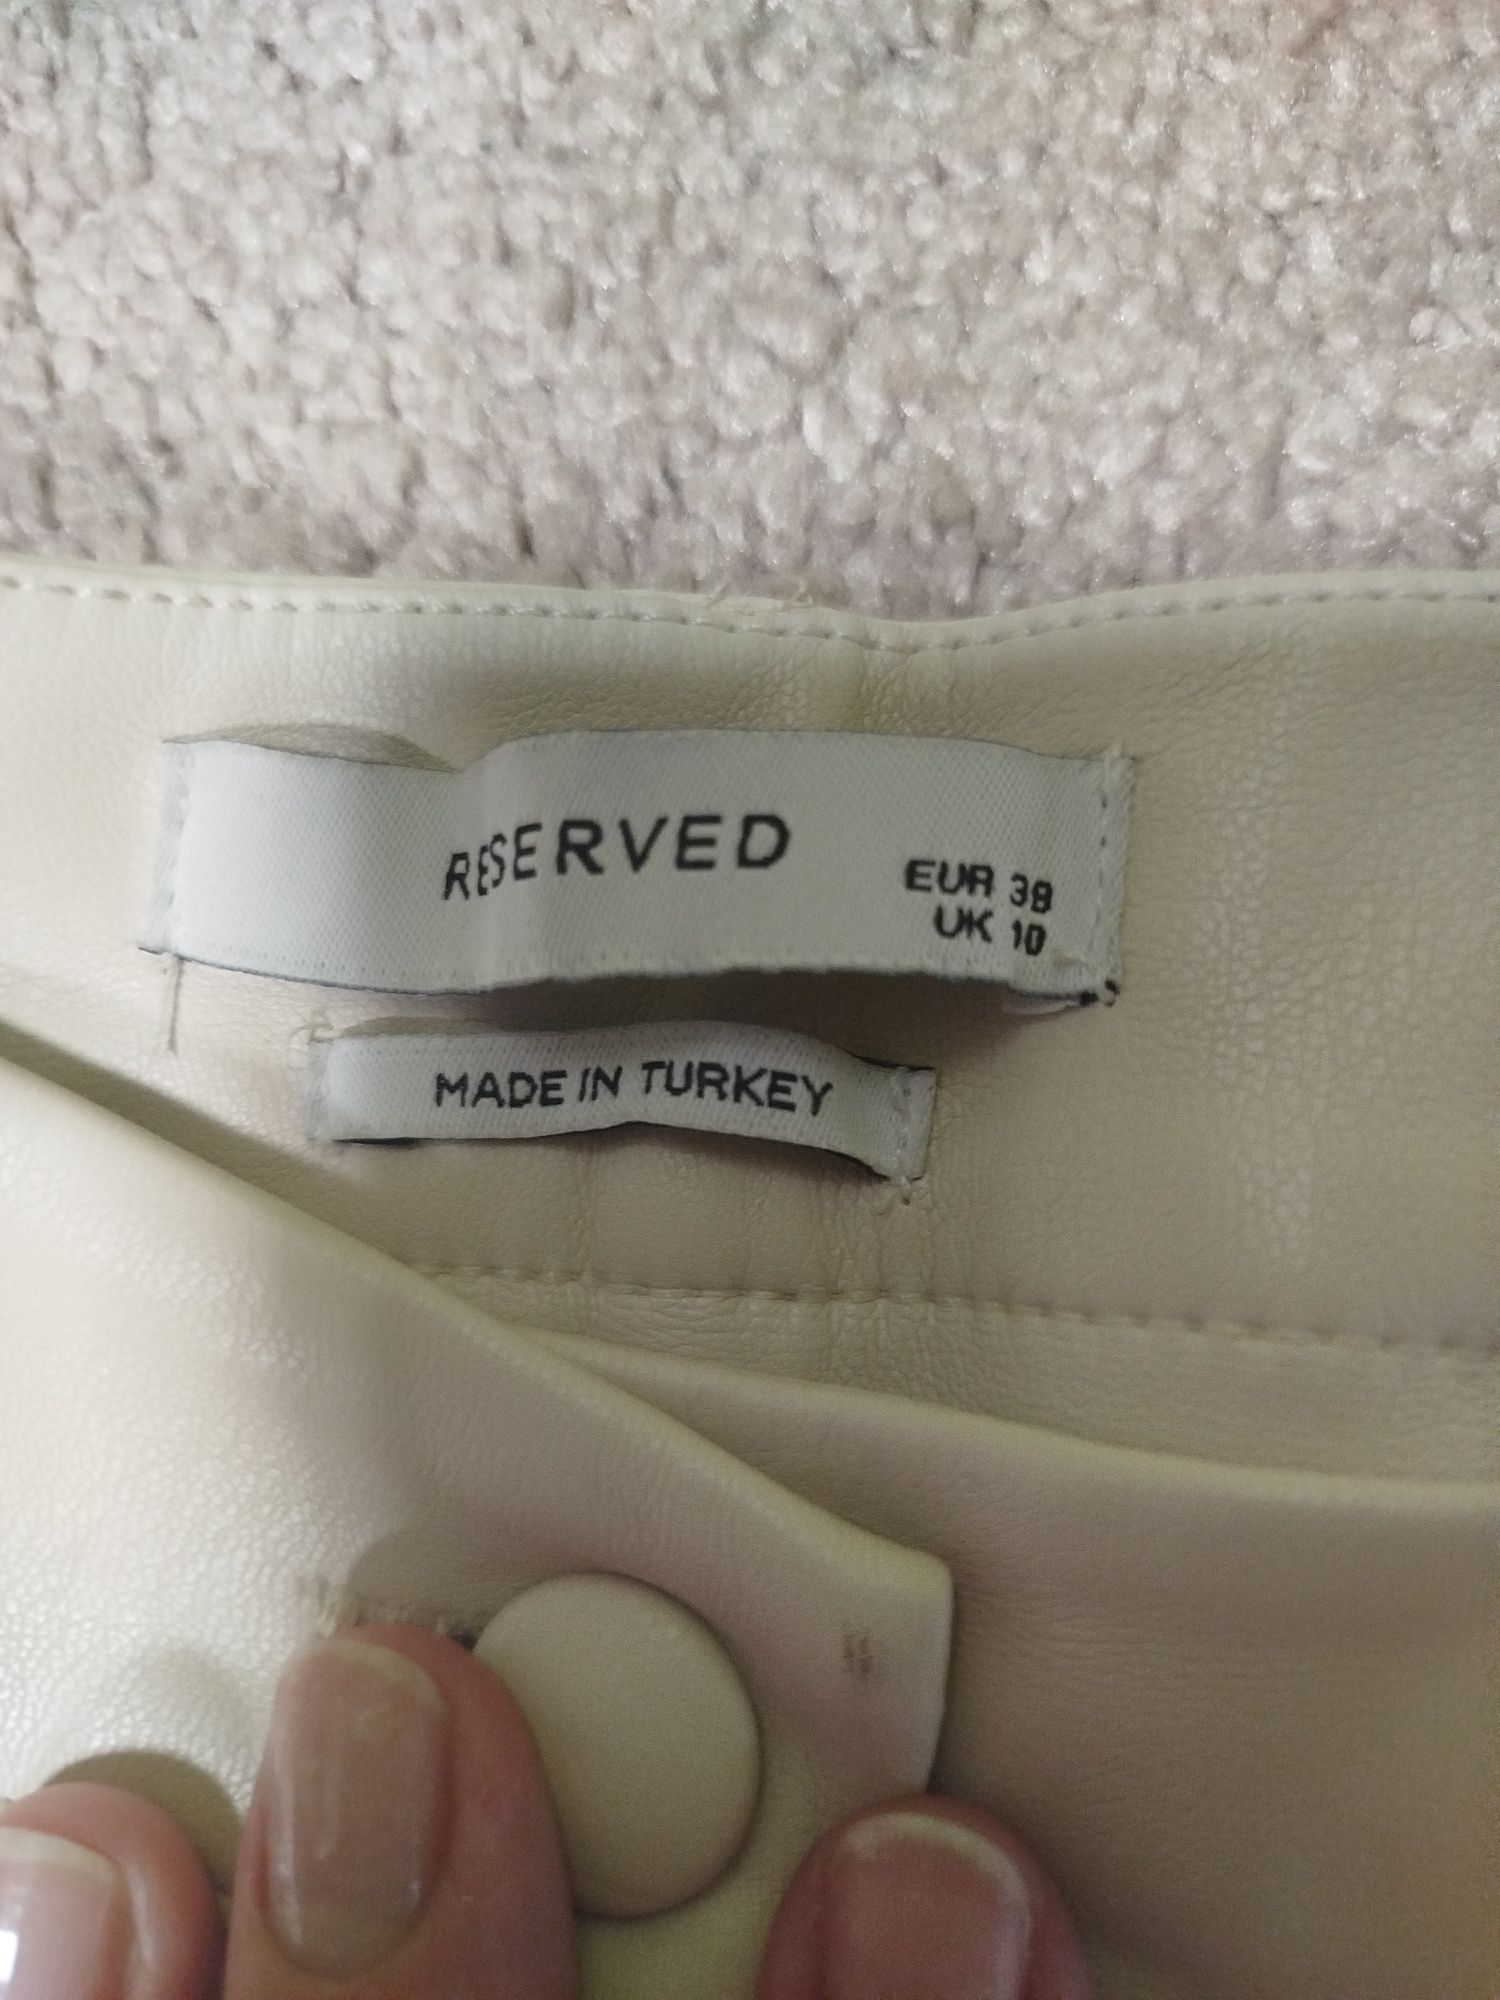 RESERVED
EUR 38
UK 10
MADE IN TURKEY